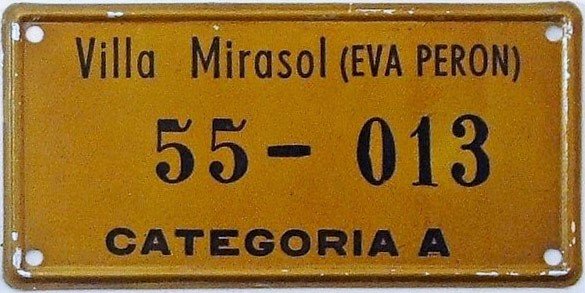 Villa Mirasol (EVA PERON)
55- 013
CATEGORIA A